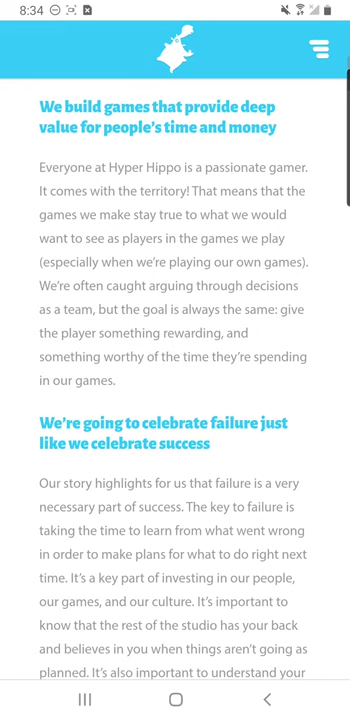 8:34
We build games that provide deep
value for people's time and money
Everyone at Hyper Hippo is a passionate gamer.
It comes with the territory! That means that the
games we make stay true to what we would
want to see as players in the games we play
(especially when we're playing our own games).
We're often caught arguing through decisions
as a team, but the goal is always the same: give
the player something rewarding, and
something worthy of the time they're spending
in our games.
We're going to celebrate failure just
like we celebrate success
Our story highlights for us that failure is a very
necessary part of success. The key to failure is
taking the time to learn from what went wrong
in order to make plans for what to do right next
time. It's a key part of investing in our people,
our games, and our culture. It's important to
know that the rest of the studio has your back
and believes in you when things aren't going as
planned. It's also important to understand your